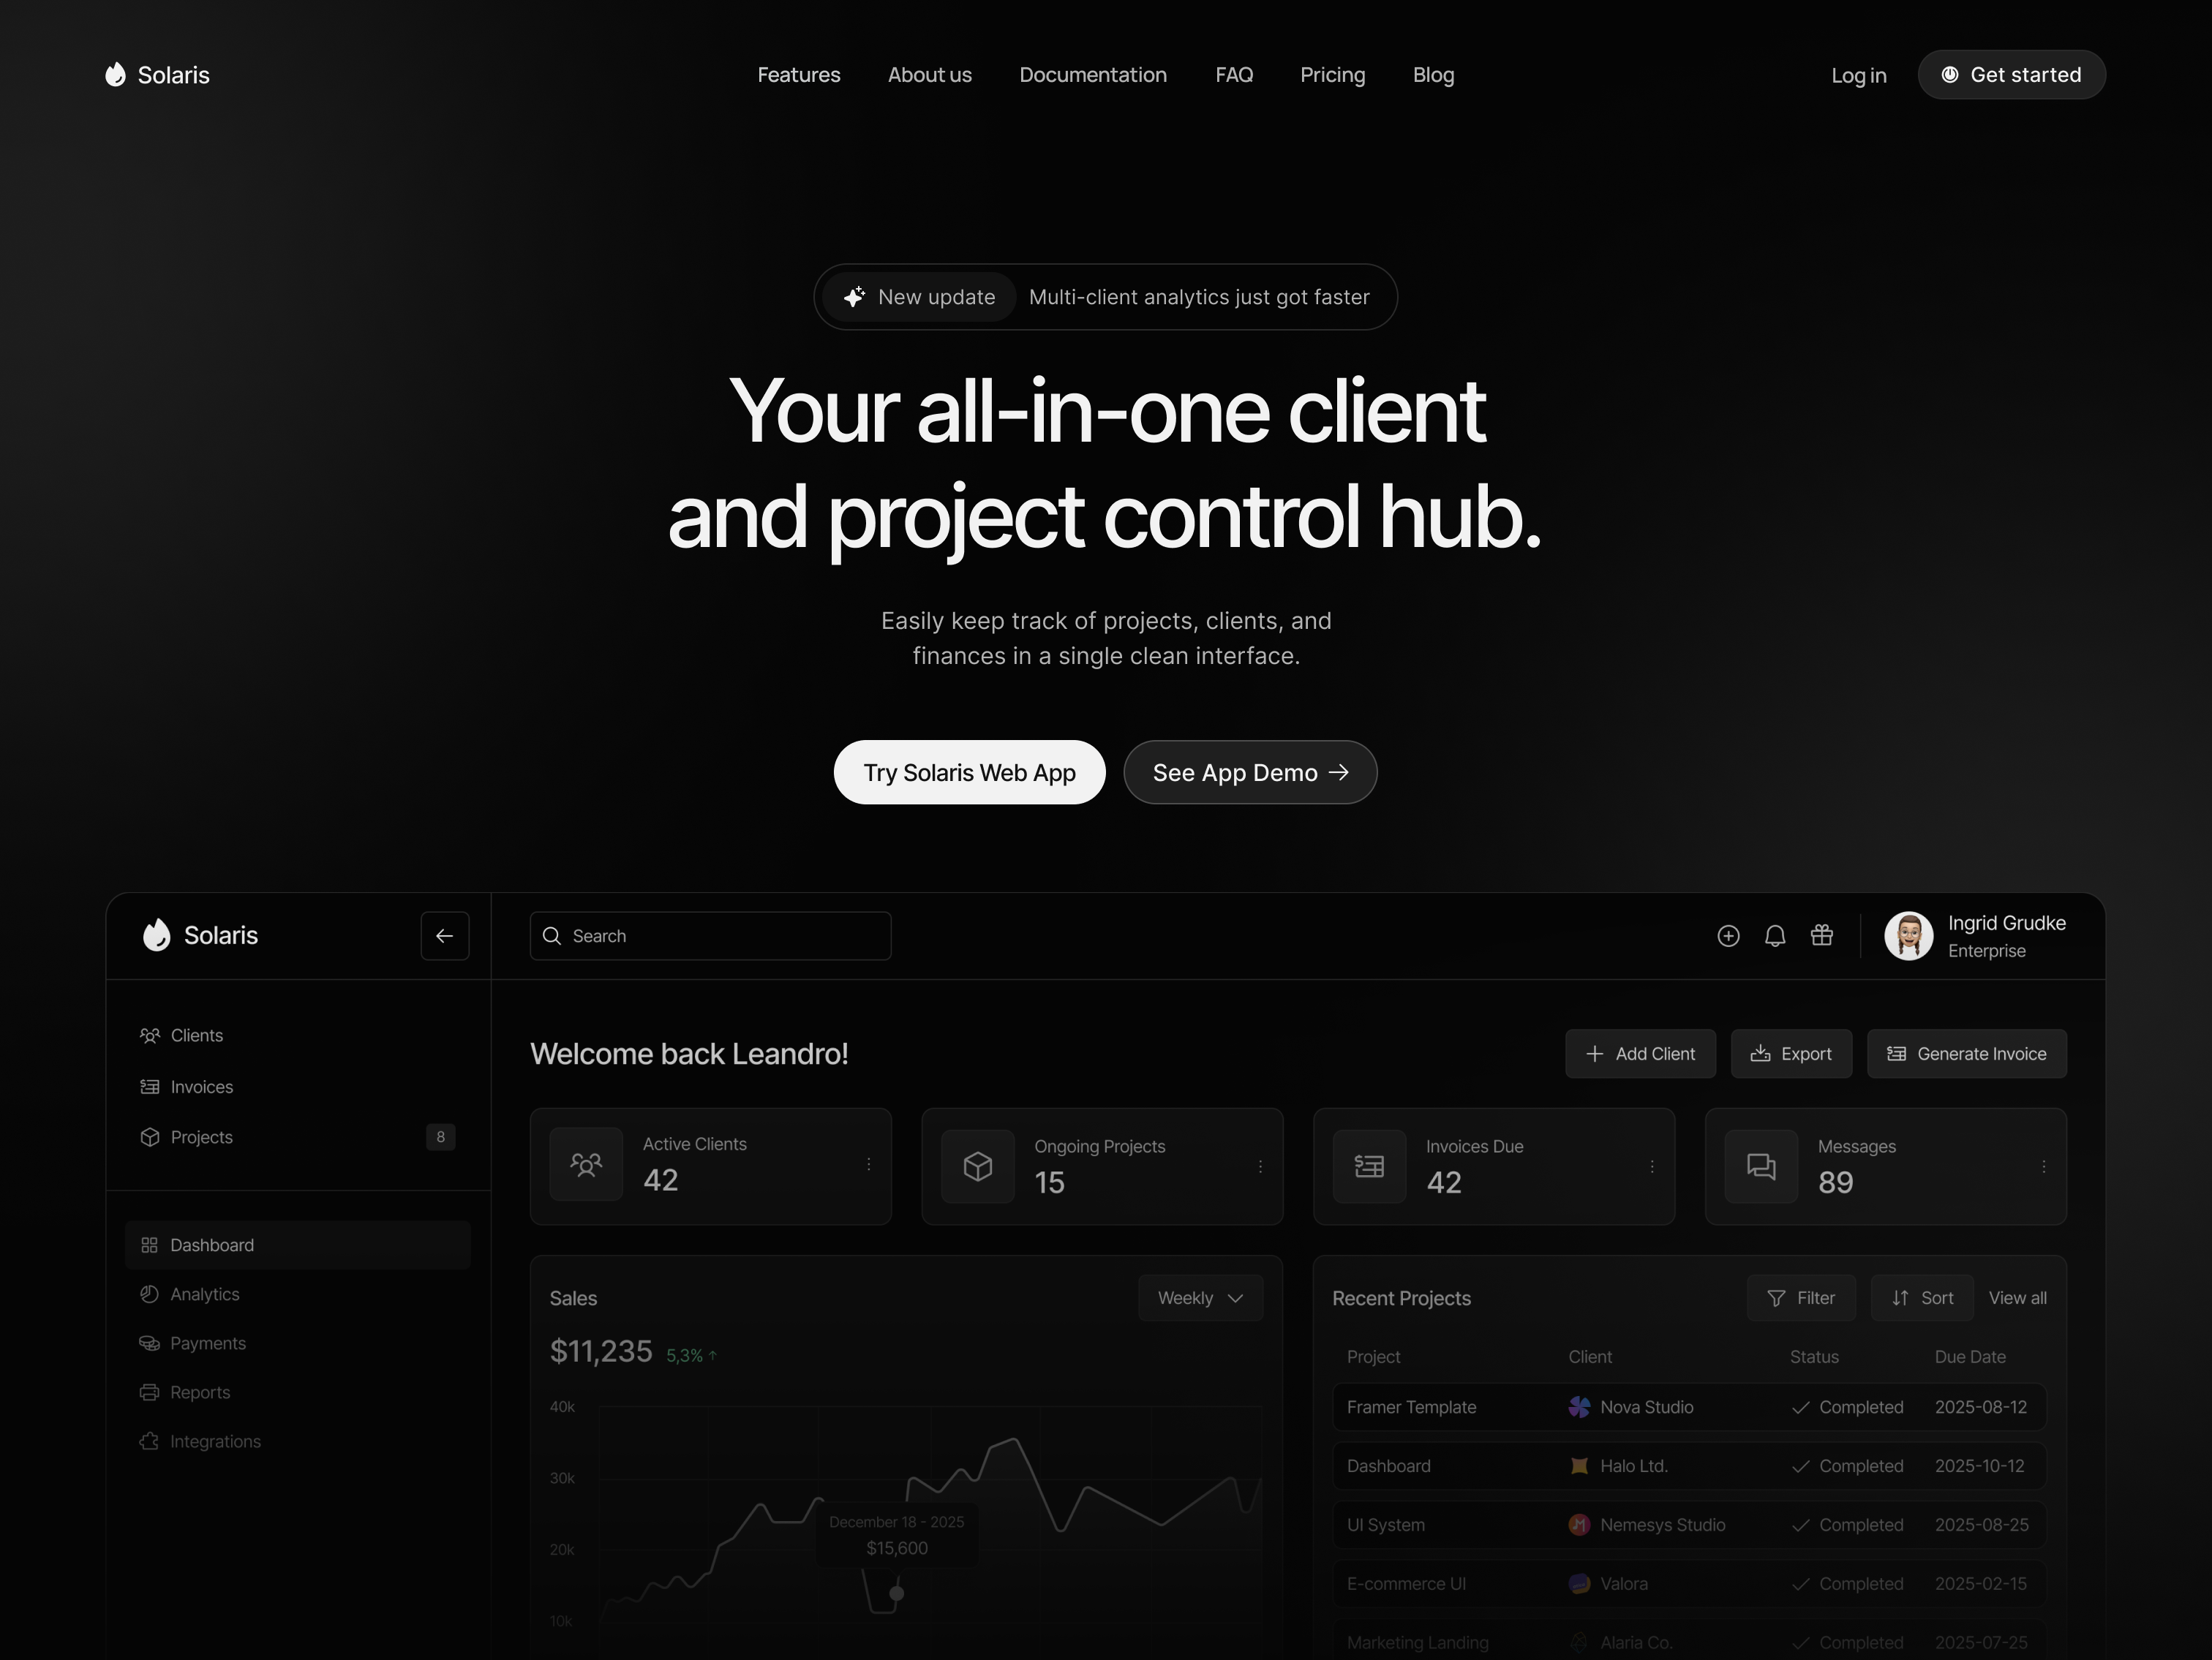 Solaris
Features
About us
Documentation
FAQ
Pricing
Blog
Log in
Get started
New update
Multi-client analytics just got faster
Your all-in-one client
and project control hub.
Easily keep track of projects, clients, and
finances in a single clean interface.
Try Solaris Web App
See App Demo
Solaris
Search
Ingrid Grudke
Enterprise
Clients
Invoices
Projects
8
Dashboard
Analytics
Payments
Reports
Integrations
Welcome back Leandro!
Add Client
Export
Generate Invoice
Active Clients
42
Ongoing Projects
15
Invoices Due
42
Messages
89
Sales
Weekly
$11,235
5,3%
40k
30k
20k
10k
December 18 - 2025
$15,600
Recent Projects
Filter
Sort
View all
Project Client Status Due Date
Framer Template Nova Studio Completed 2025-08-12
Dashboard Halo Ltd. Completed 2025-10-12
UI System Nemesys Studio Completed 2025-08-25
E-commerce UI Valora Completed 2025-02-15
Marketing Landing Alaria Co. Completed 2025-07-25